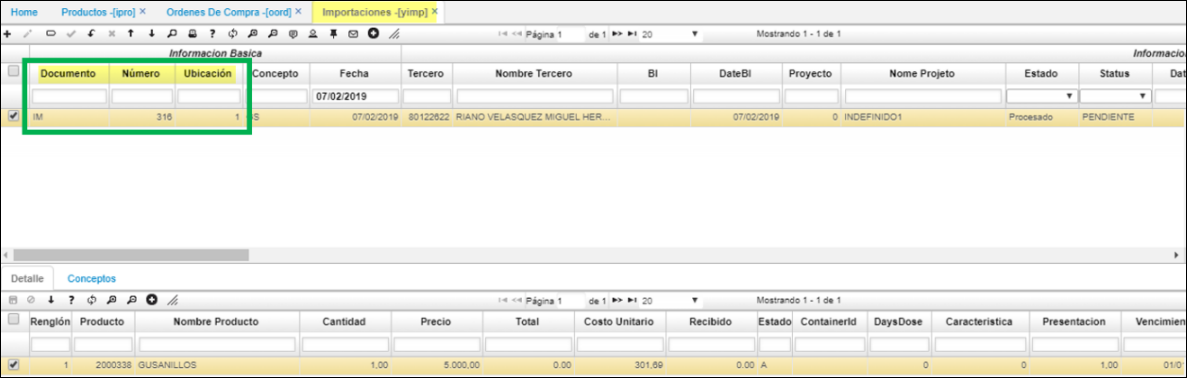 Home Productos -[ipro] × Ordenes De Compra -[oord] × Importaciones -[yimp] ×
Página 1 de 1 20 Mostrando 1 - 1 de 1
Informacion Basica Informacio
Documento Número Ubicación Concepto Fecha Tercero Nombre Tercero BI DateBI Proyecto Nome Projeto Estado Status Dat
07/02/2019
IM 316 1 07/02/2019 80122622 RIANO VELASQUEZ MIGUEL HER... 07/02/2019 0 INDEFINIDO1 Procesado PENDIENTE
Detalle Conceptos
Página 1 de 1 20 Mostrando 1 - 1 de 1
Renglón Producto Nombre Producto Cantidad Precio Total Costo Unitario Recibido Estado ContainerId DaysDose Caracteristica Presentacion Vencimien
1 2000338 GUSANILLOS 1,00 5.000,00 0.00 301,69 0.00 A 0 0 1,00 01/0